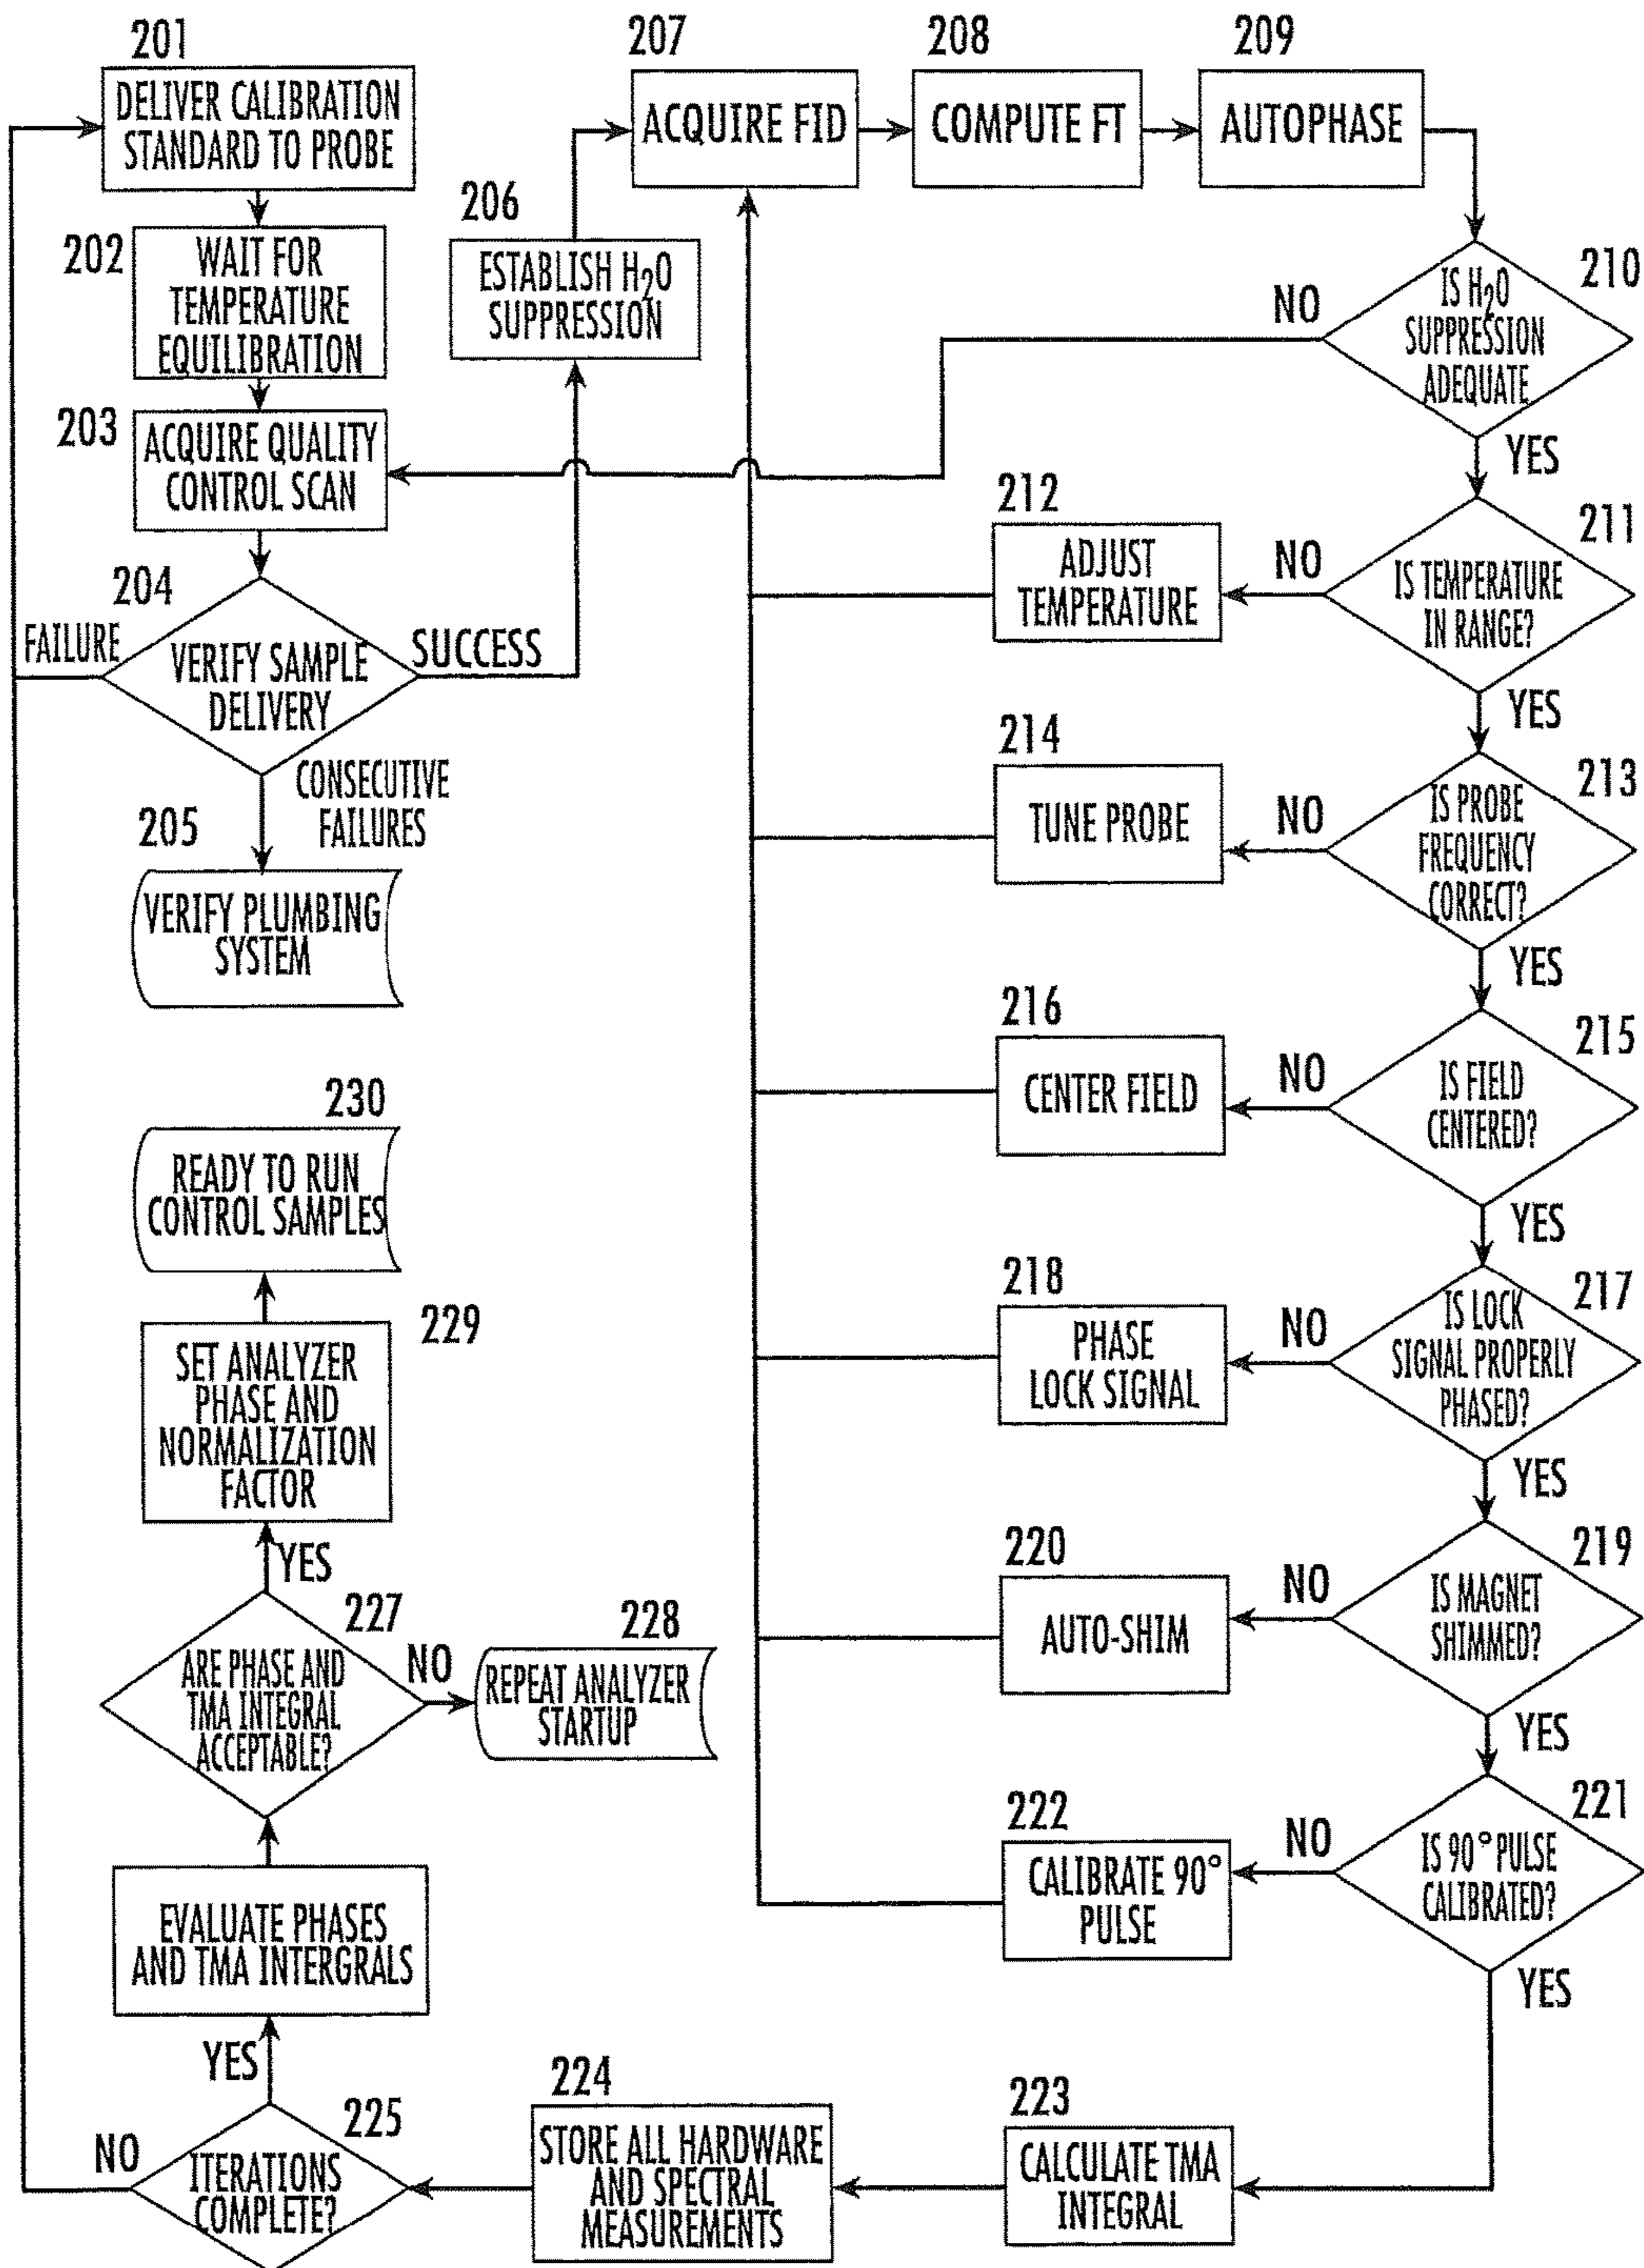 201
DELIVER CALIBRATION
STANDARD TO PROBE
202
WAIT FOR
TEMPERATURE
EQUILIBRATION
203
ACQUIRE QUALITY
CONTROL SCAN
204
FAILURE
VERIFY SAMPLE
DELIVERY
SUCCESS
CONSECUTIVE
FAILURES
205
VERIFY PLUMBING
SYSTEM
206
ESTABLISH H2O
SUPPRESSION
207
ACQUIRE FID
208
COMPUTE FT
209
AUTOPHASE
210
IS H2O
SUPPRESSION
ADEQUATE
NO
YES
211
IS TEMPERATURE
IN RANGE?
NO
212
ADJUST
TEMPERATURE
YES
213
IS PROBE
FREQUENCY
CORRECT?
NO
214
TUNE PROBE
YES
215
IS FIELD
CENTERED?
NO
216
CENTER FIELD
YES
217
IS LOCK
SIGNAL PROPERLY
PHASED?
NO
218
PHASE
LOCK SIGNAL
YES
219
IS MAGNET
SHIMMED?
NO
220
AUTO-SHIM
YES
221
IS 90° PULSE
CALIBRATED?
NO
222
CALIBRATE 90°
PULSE
YES
223
CALCULATE TMA
INTEGRAL
224
STORE ALL HARDWARE
AND SPECTRAL
MEASUREMENTS
225
ITERATIONS
COMPLETE?
NO
YES
EVALUATE PHASES
AND TMA INTERGRALS
227
ARE PHASE AND
TMA INTEGRAL
ACCEPTABLE?
NO
228
REPEAT ANALYZER
STARTUP
YES
229
SET ANALYZER
PHASE AND
NORMALIZATION
FACTOR
230
READY TO RUN
CONTROL SAMPLES